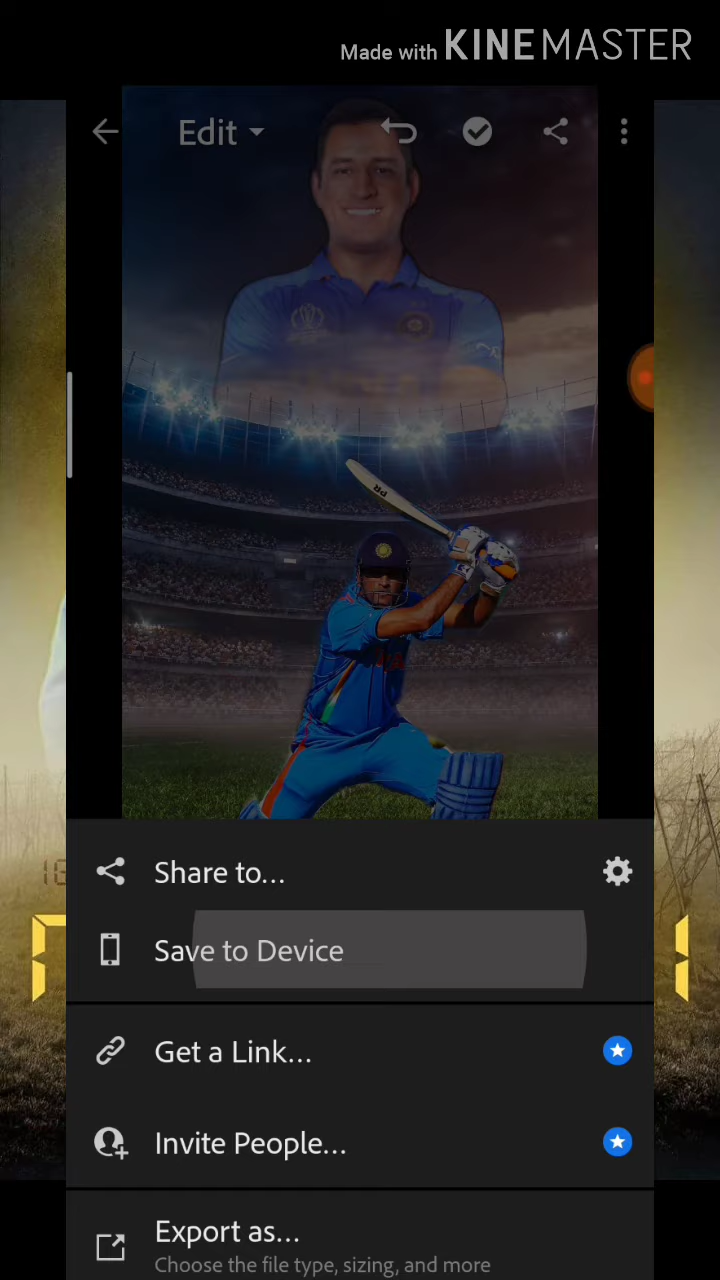 Made with KINEMASTER
Edit
PR
Share to...
Save to Device
Get a Link...
Invite People...
Export as...
Choose the file type, sizing, and more